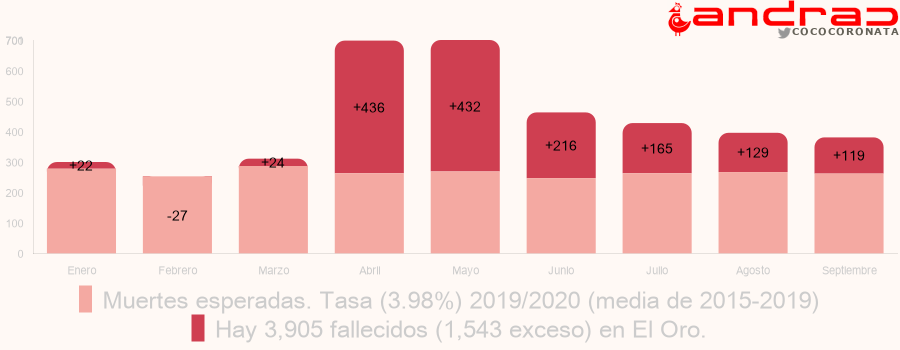 andrab
COCOCORONATA
700
600
500
400
300
200
100
0
+22
-27
+24
+436
+432
+216
+165
+129
+119
Enero
Febrero
Marzo
Abril
Mayo
Junio
Julio
Agosto
Septiembre
Muertes esperadas. Tasa (3.98%) 2019/2020 (media de 2015-2019)
Hay 3,905 fallecidos (1,543 exceso) en El Oro.